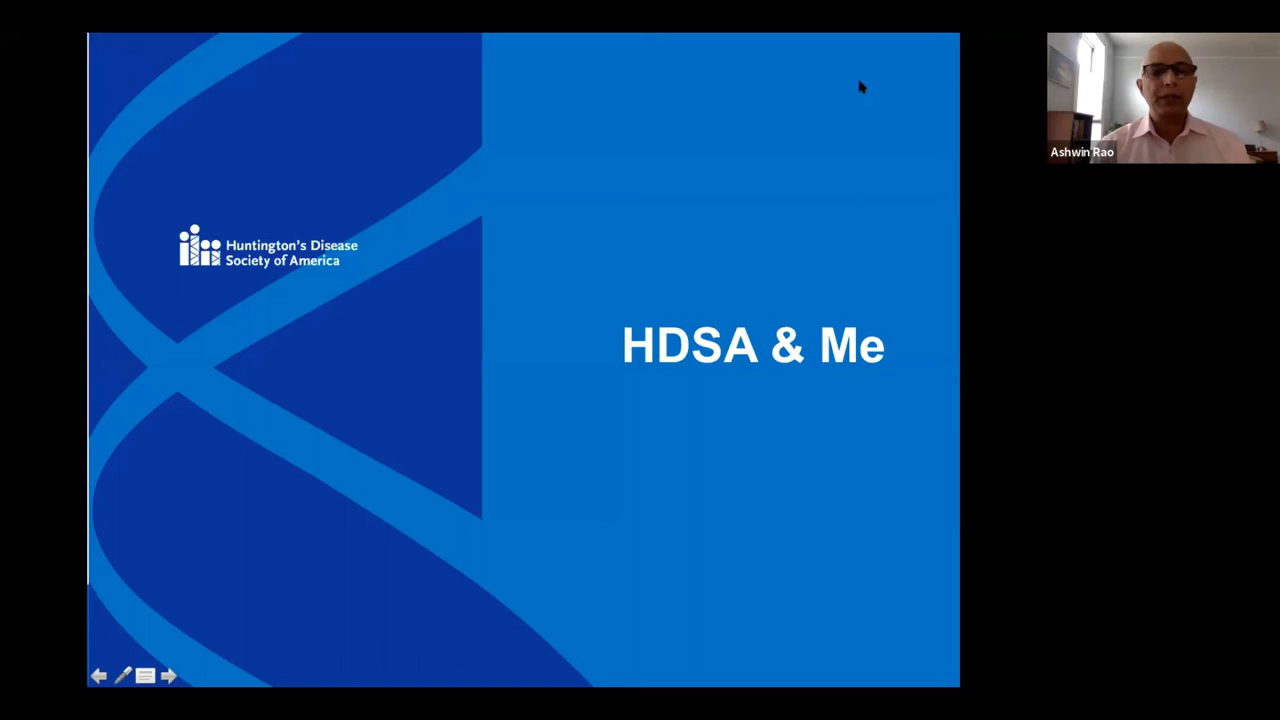 Huntington's Disease
Society of America
HDSA & Me
Ashwin Rao